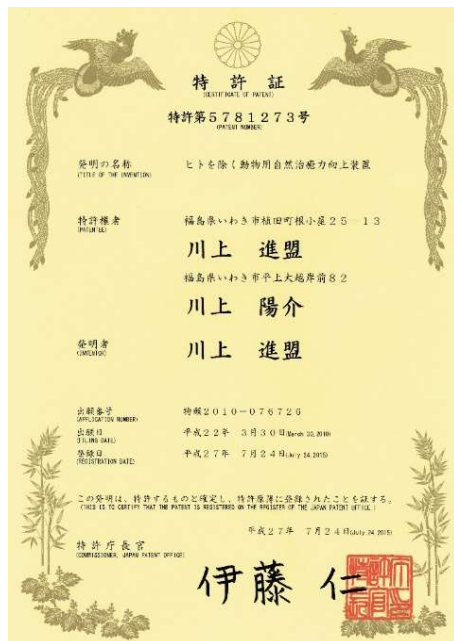 特許証
(CERTIFICATE OF PATENT)
特許第5781273号
(PATENT NUMBER)
発明の名称 ヒトを除く動物用自然治癒力向上装置
(TITLE OF THE INVENTION)
特許権者 福島県いわき市植田町根小屋25-13
(PATENTEE)
川上 進盟
福島県いわき市平上大越岸前82
川上 陽介
発明者 川上 進盟
(INVENTOR)
出願番号 特願2010-076726
(APPLICATION NUMBER)
出願日 平成22年 3月30日(March 30,2010)
(FILING DATE)
登録日 平成27年 7月24日(July 24,2015)
(REGISTRATION DATE)
この発明は、特許するものと確定し、特許原簿に登録されたことを証する。
(THIS IS TO CERTIFY THAT THE PATENT IS REGISTERED ON THE REGISTER OF THE JAPAN PATENT OFFICE.)
平成27年 7月24日(July 24,2015)
特許庁長官
(COMMISSIONER, JAPAN PATENT OFFICE)
伊藤 仁